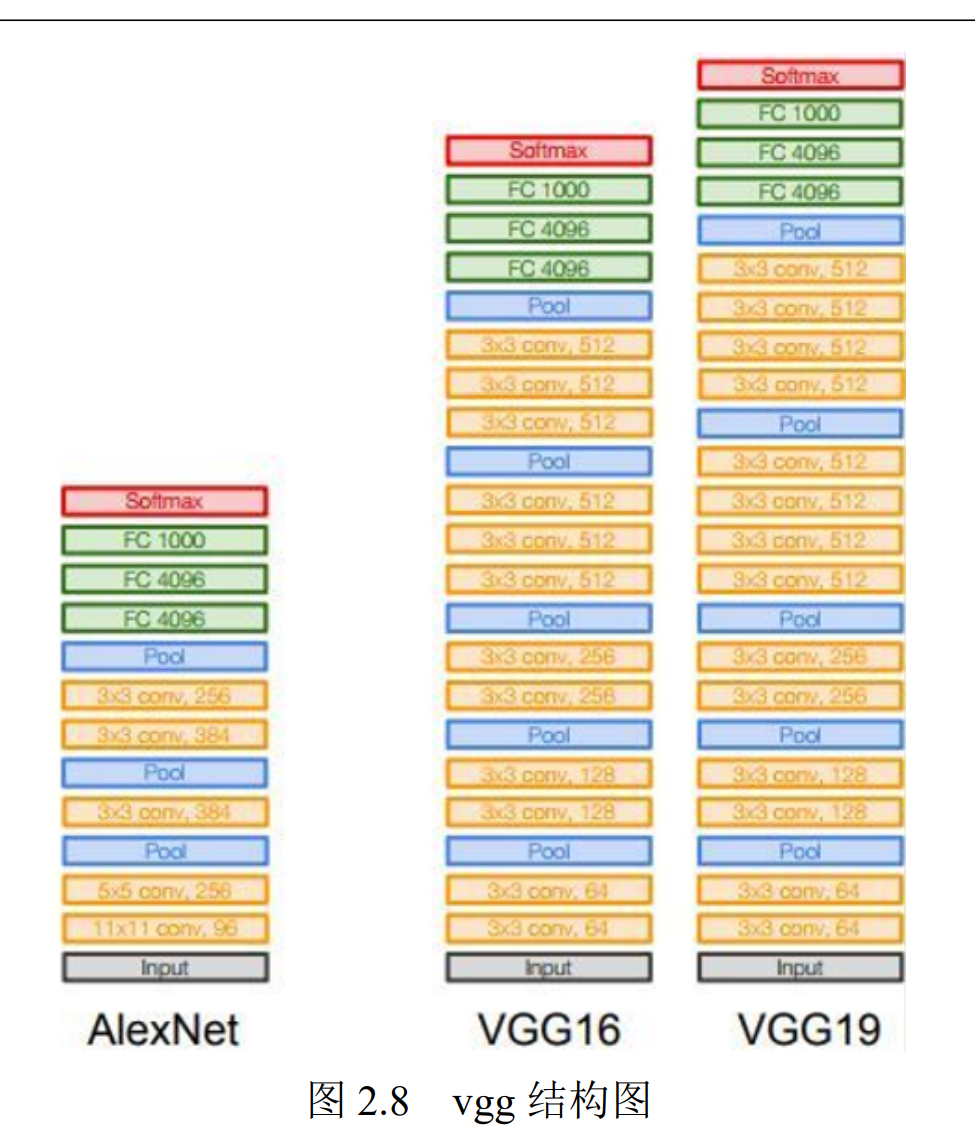 Softmax
FC 1000
FC 4096
FC 4096
Pool
3x3 conv, 256
3x3 conv, 384
Pool
3x3 conv, 384
Pool
5x5 conv, 256
11x11 conv, 96
Input
AlexNet
Softmax
FC 1000
FC 4096
FC 4096
Pool
3x3 conv, 512
3x3 conv, 512
3x3 conv, 512
Pool
3x3 conv, 512
3x3 conv, 512
3x3 conv, 512
Pool
3x3 conv, 256
3x3 conv, 256
Pool
3x3 conv, 128
3x3 conv, 128
Pool
3x3 conv, 64
3x3 conv, 64
Input
VGG16
Softmax
FC 1000
FC 4096
FC 4096
Pool
3x3 conv, 512
3x3 conv, 512
3x3 conv, 512
3x3 conv, 512
Pool
3x3 conv, 512
3x3 conv, 512
3x3 conv, 512
3x3 conv, 512
Pool
3x3 conv, 256
3x3 conv, 256
Pool
3x3 conv, 128
3x3 conv, 128
Pool
3x3 conv, 64
3x3 conv, 64
Input
VGG19
图 2.8 vgg 结构图